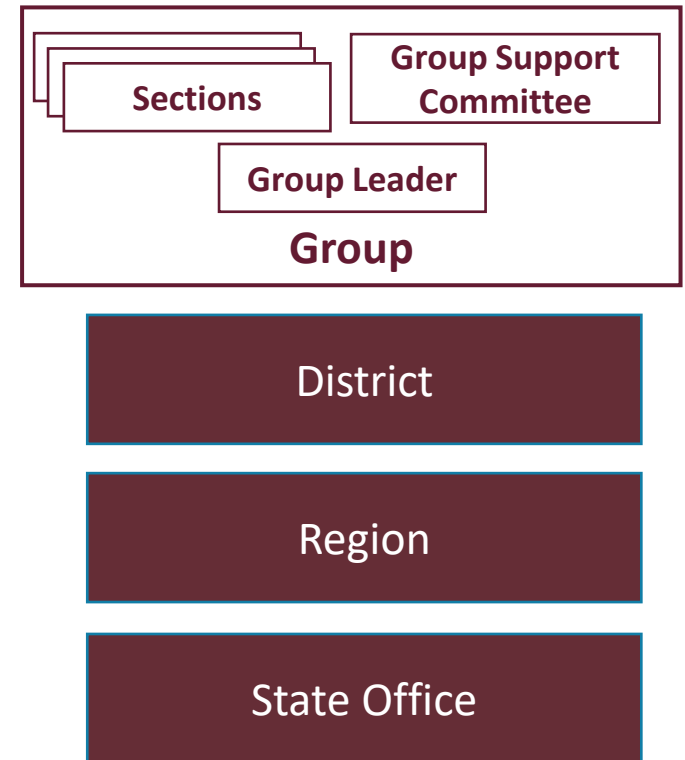 Sections
Group Support
Committee
Group Leader
Group
District
Region
State Office